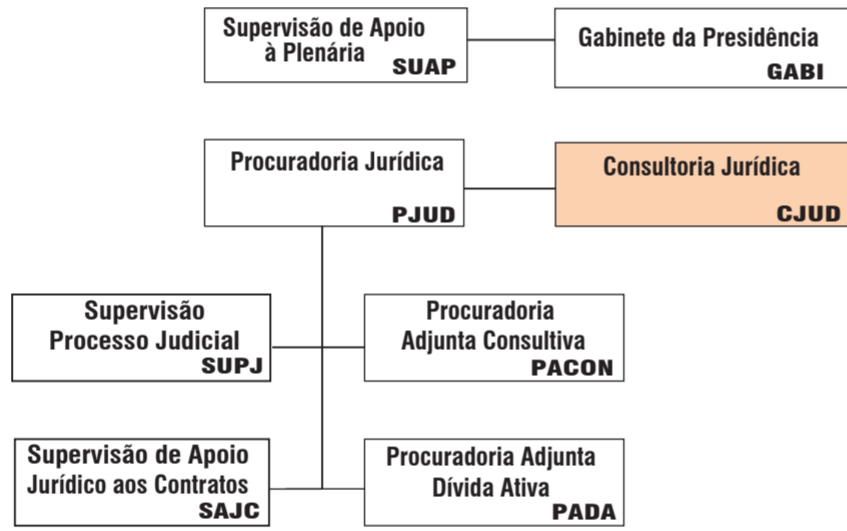 Supervisão de Apoio
à Plenária
SUAP
Gabinete da Presidência
GABI
Procuradoria Jurídica
PJUD
Consultoria Jurídica
CJUD
Supervisão
Processo Judicial
SUPJ
Procuradoria
Adjunta Consultiva
PACON
Supervisão de Apoio
Jurídico aos Contratos
SAJC
Procuradoria Adjunta
Dívida Ativa
PADA